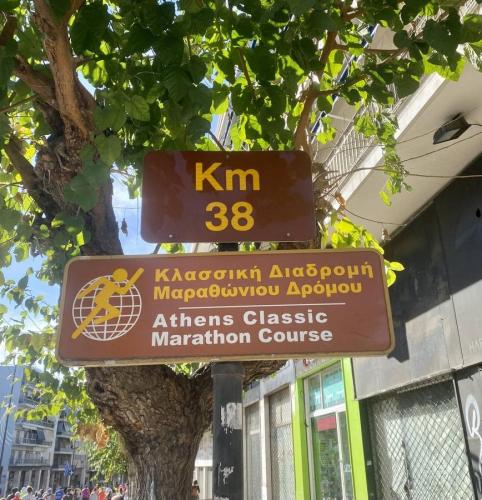 Km
38
Κλασσική Διαδρομή
Μαραθώνιου Δρόμου
Athens Classic
Marathon Course